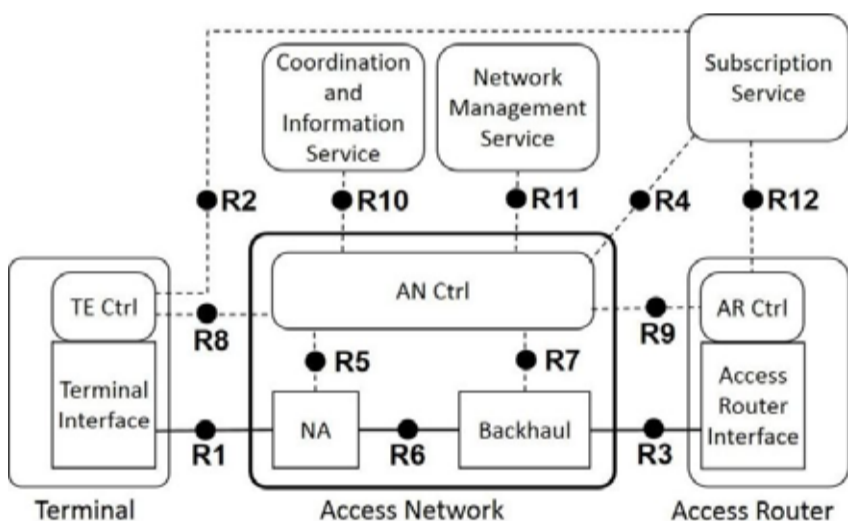 Coordination
and
Information
Service
Network
Management
Service
Subscription
Service
R2
R10
R11
R4
R12
TE Ctrl
AN Ctrl
AR Ctrl
R8
R9
R5
R7
Terminal
Interface
NA
Backhaul
Access
Router
Interface
R1
R6
R3
Terminal
Access Network
Access Router